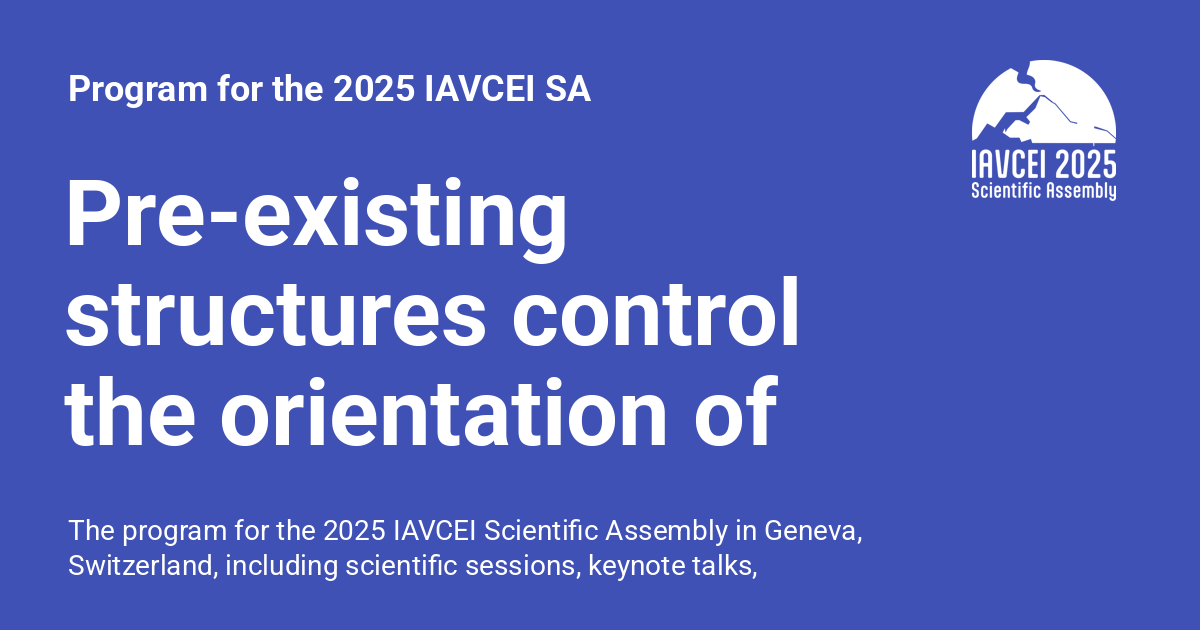 Program for the 2025 IAVCEI SA
IAVCEI 2025
Scientific Assembly
Pre-existing
structures control
the orientation of
The program for the 2025 IAVCEI Scientific Assembly in Geneva,
Switzerland, including scientific sessions, keynote talks,